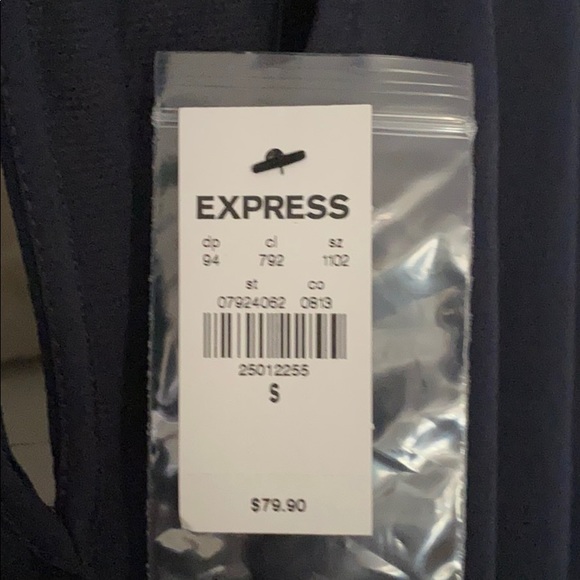 EXPRESS
dp cl sz
94 792 1102
st co
07924062 0813
25012255
S
$79.90